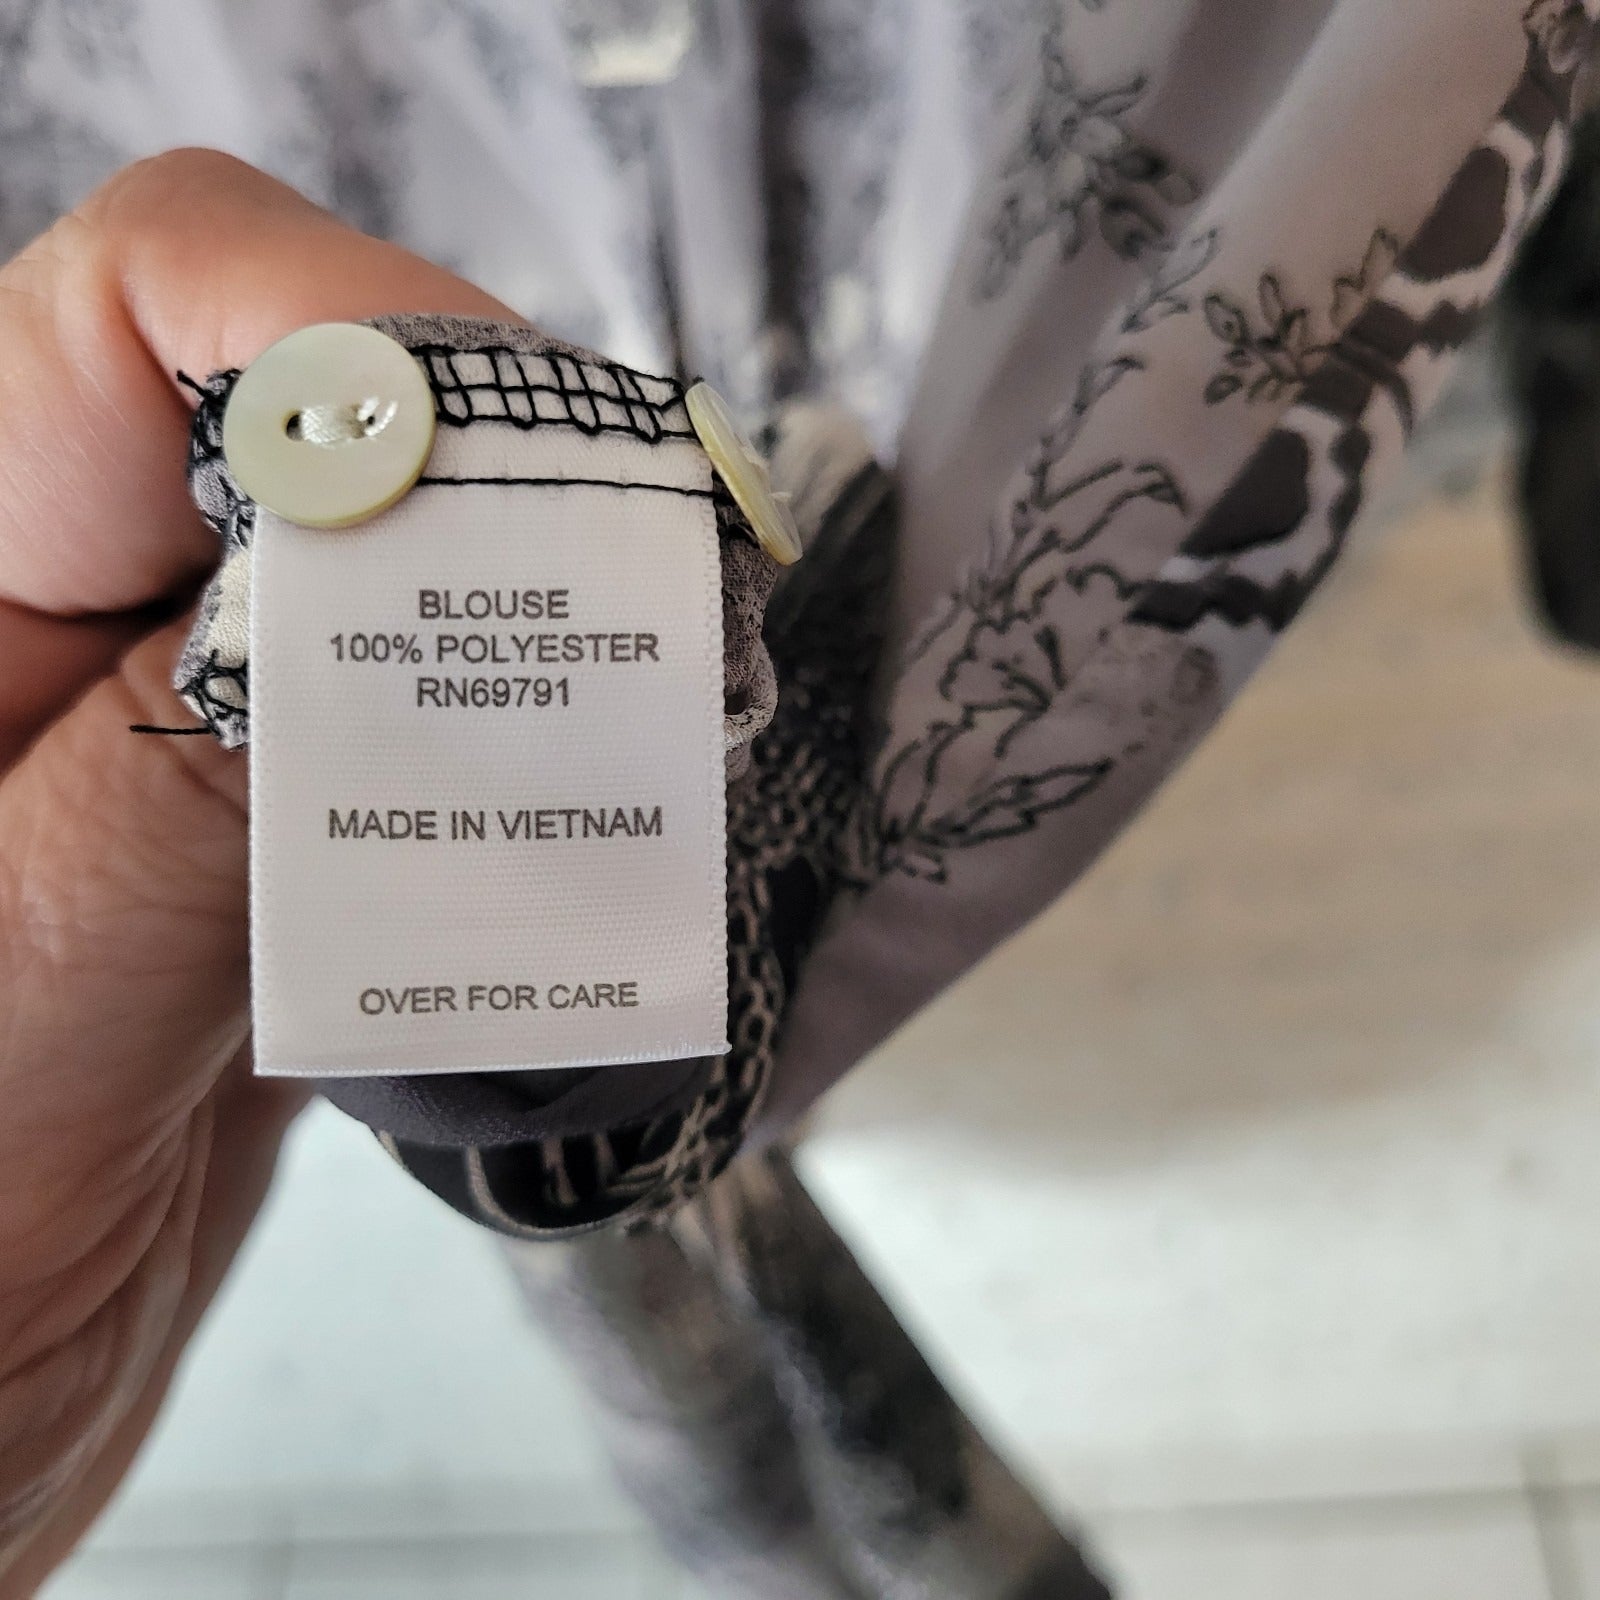 BLOUSE
100% POLYESTER
RN69791
MADE IN VIETNAM
OVER FOR CARE